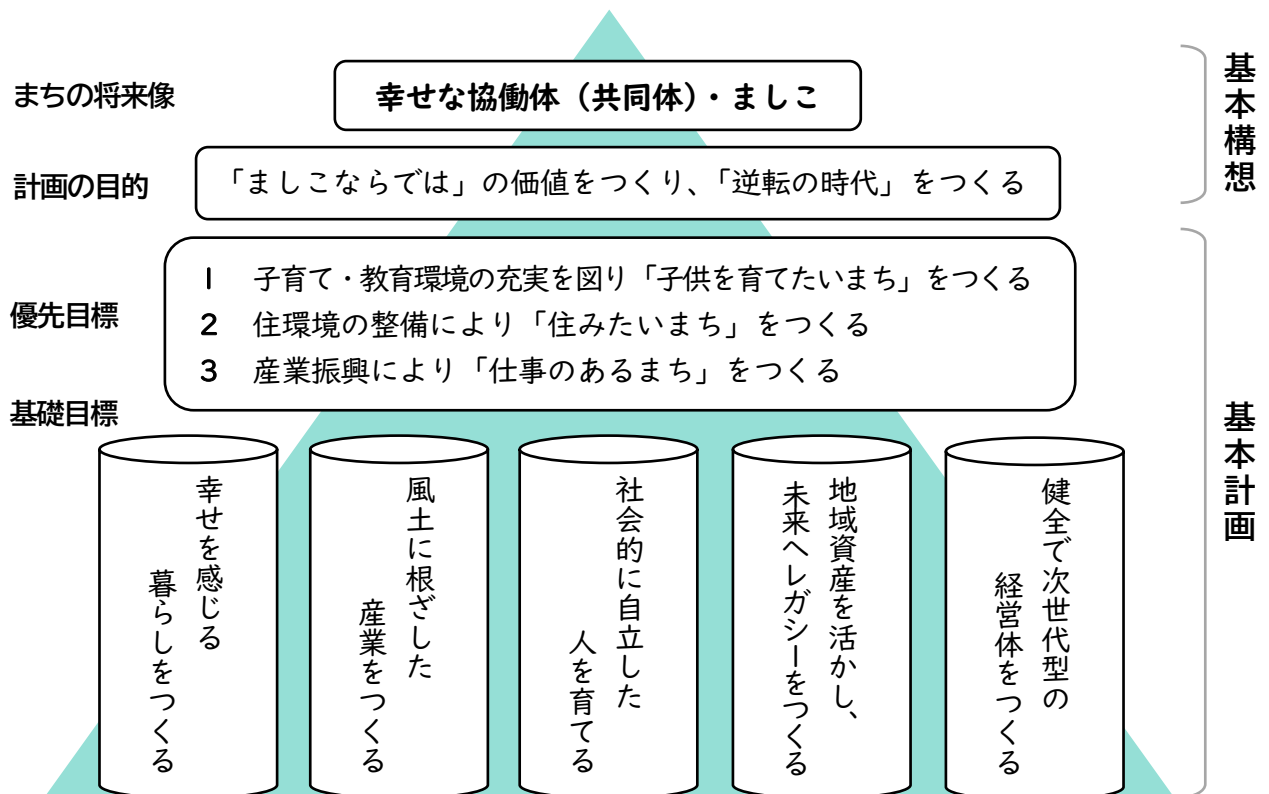 まちの将来像
幸せな協働体（共同体）・ましこ
計画の目的
「ましこならでは」の価値をつくり、「逆転の時代」をつくる
基本構想
優先目標
1 子育て・教育環境の充実を図り「子供を育てたいまち」をつくる
2 住環境の整備により「住みたいまち」をつくる
3 産業振興により「仕事のあるまち」をつくる
基礎目標
幸せを感じる
暮らしをつくる
風土に根ざした
産業をつくる
社会的に自立した
人を育てる
地域資産を活かし、
未来へレガシーをつくる
健全で次世代型の
経営体をつくる
基本計画